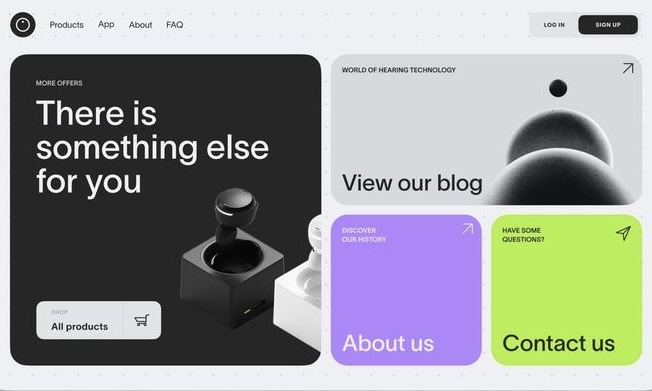 Products
App
About
FAQ
LOG IN
SIGN UP
MORE OFFERS
There is
something else
for you
SHOP
All products
WORLD OF HEARING TECHNOLOGY
View our blog
DISCOVER
OUR HISTORY
About us
HAVE SOME
QUESTIONS?
Contact us